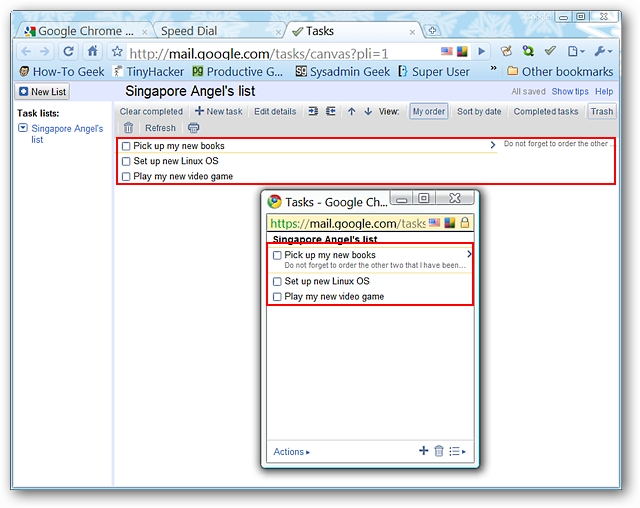 Google Chrome ...
Speed Dial
Tasks
http://mail.google.com/tasks/canvas?pli=1
How-To Geek TinyHacker Productive G... Sysadmin Geek Super User » Other bookmarks
New List Singapore Angel's list All saved Show tips Help
Task lists:
Singapore Angel's
list
Clear completed New task Edit details View: My order Sort by date Completed tasks Trash
Refresh
Pick up my new books Do not forget to order the other ...
Set up new Linux OS
Play my new video game
Tasks - Google Ch...
https://mail.google.com/tasks
Singapore Angel's list
Pick up my new books
Do not forget to order the other two that I have been...
Set up new Linux OS
Play my new video game
Actions ▸